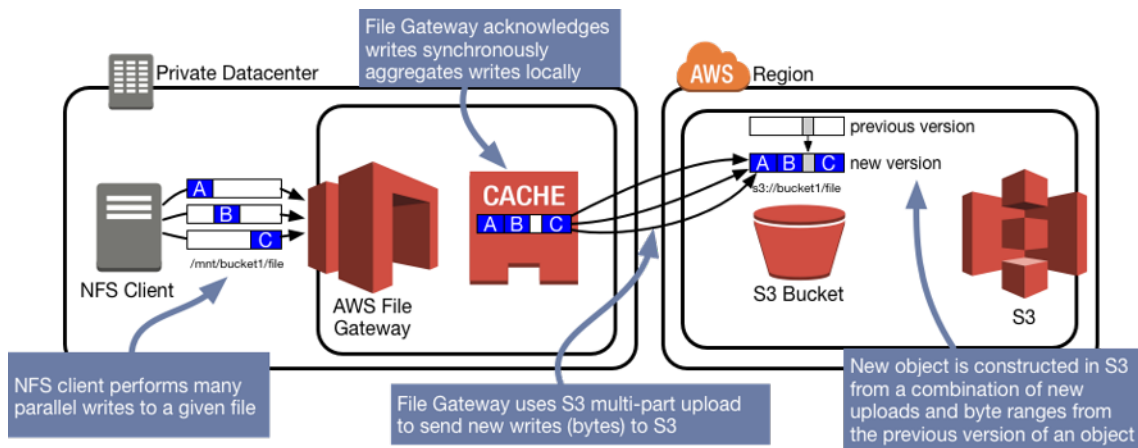 File Gateway acknowledges
writes synchronously
aggregates writes locally
Private Datacenter
AWS
Region
previous version
A B C
new version
s3://bucket1/file
A
B
C
/mnt/bucket1/file
NFS Client
AWS File
Gateway
CACHE
A B C
S3 Bucket
S3
NFS client performs many
parallel writes to a given file
File Gateway uses S3 multi-part upload
to send new writes (bytes) to S3
New object is constructed in S3
from a combination of new
uploads and byte ranges from
the previous version of an object